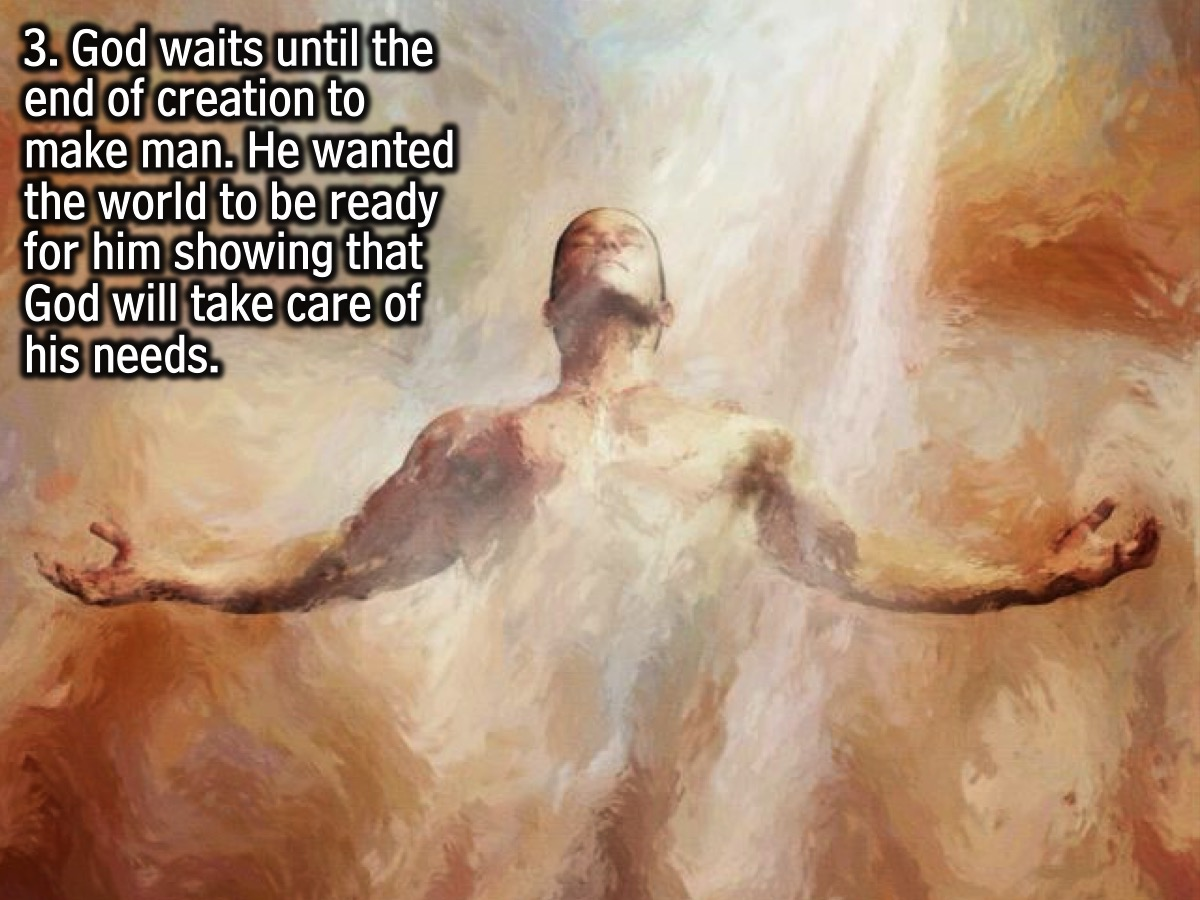 3. God waits until the
end of creation to
make man. He wanted
the world to be ready
for him showing that
God will take care of
his needs.